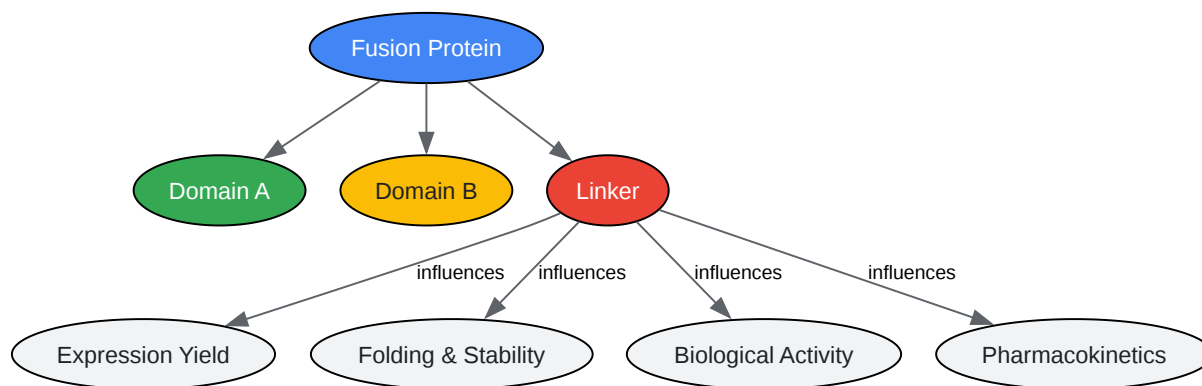 Fusion Protein
Domain A
Domain B
Linker
influences
influences
influences
influences
Expression Yield
Folding & Stability
Biological Activity
Pharmacokinetics